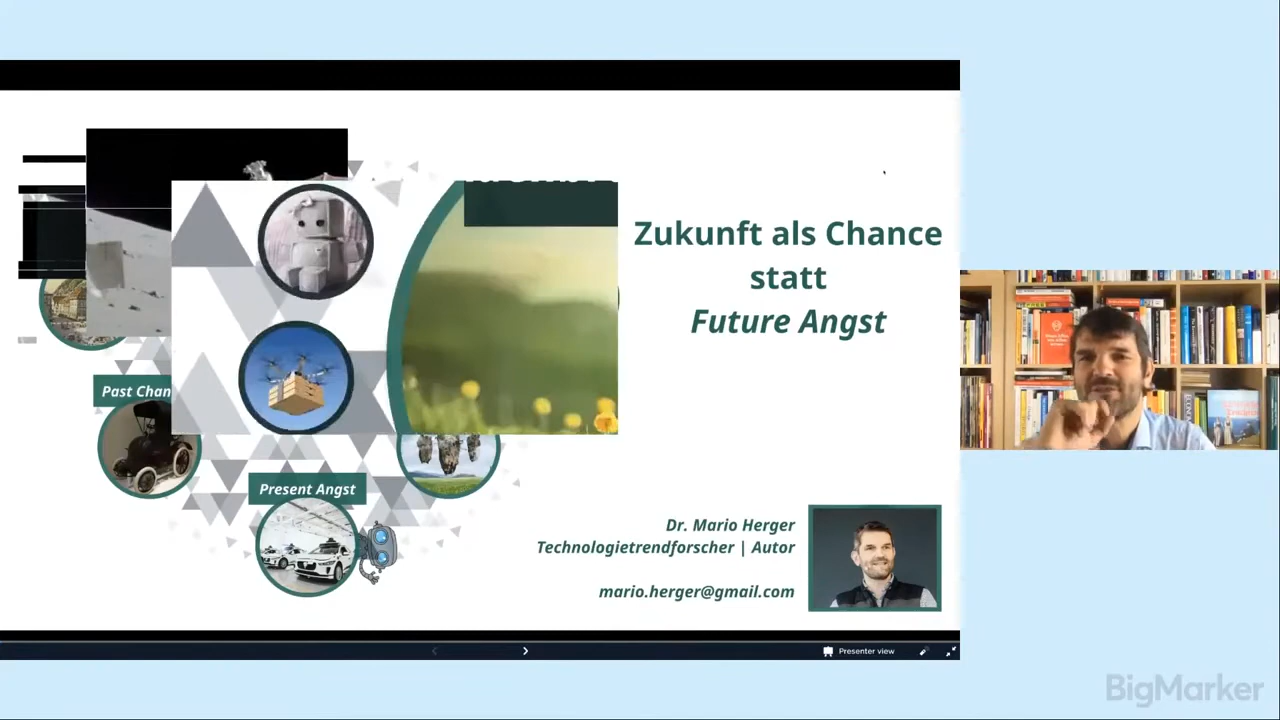 Zukunft als Chance
statt
Future Angst
Past Chan
Present Angst
Dr. Mario Herger
Technologietrendforscher | Autor
mario.herger@gmail.com
Presenter view
BigMarker